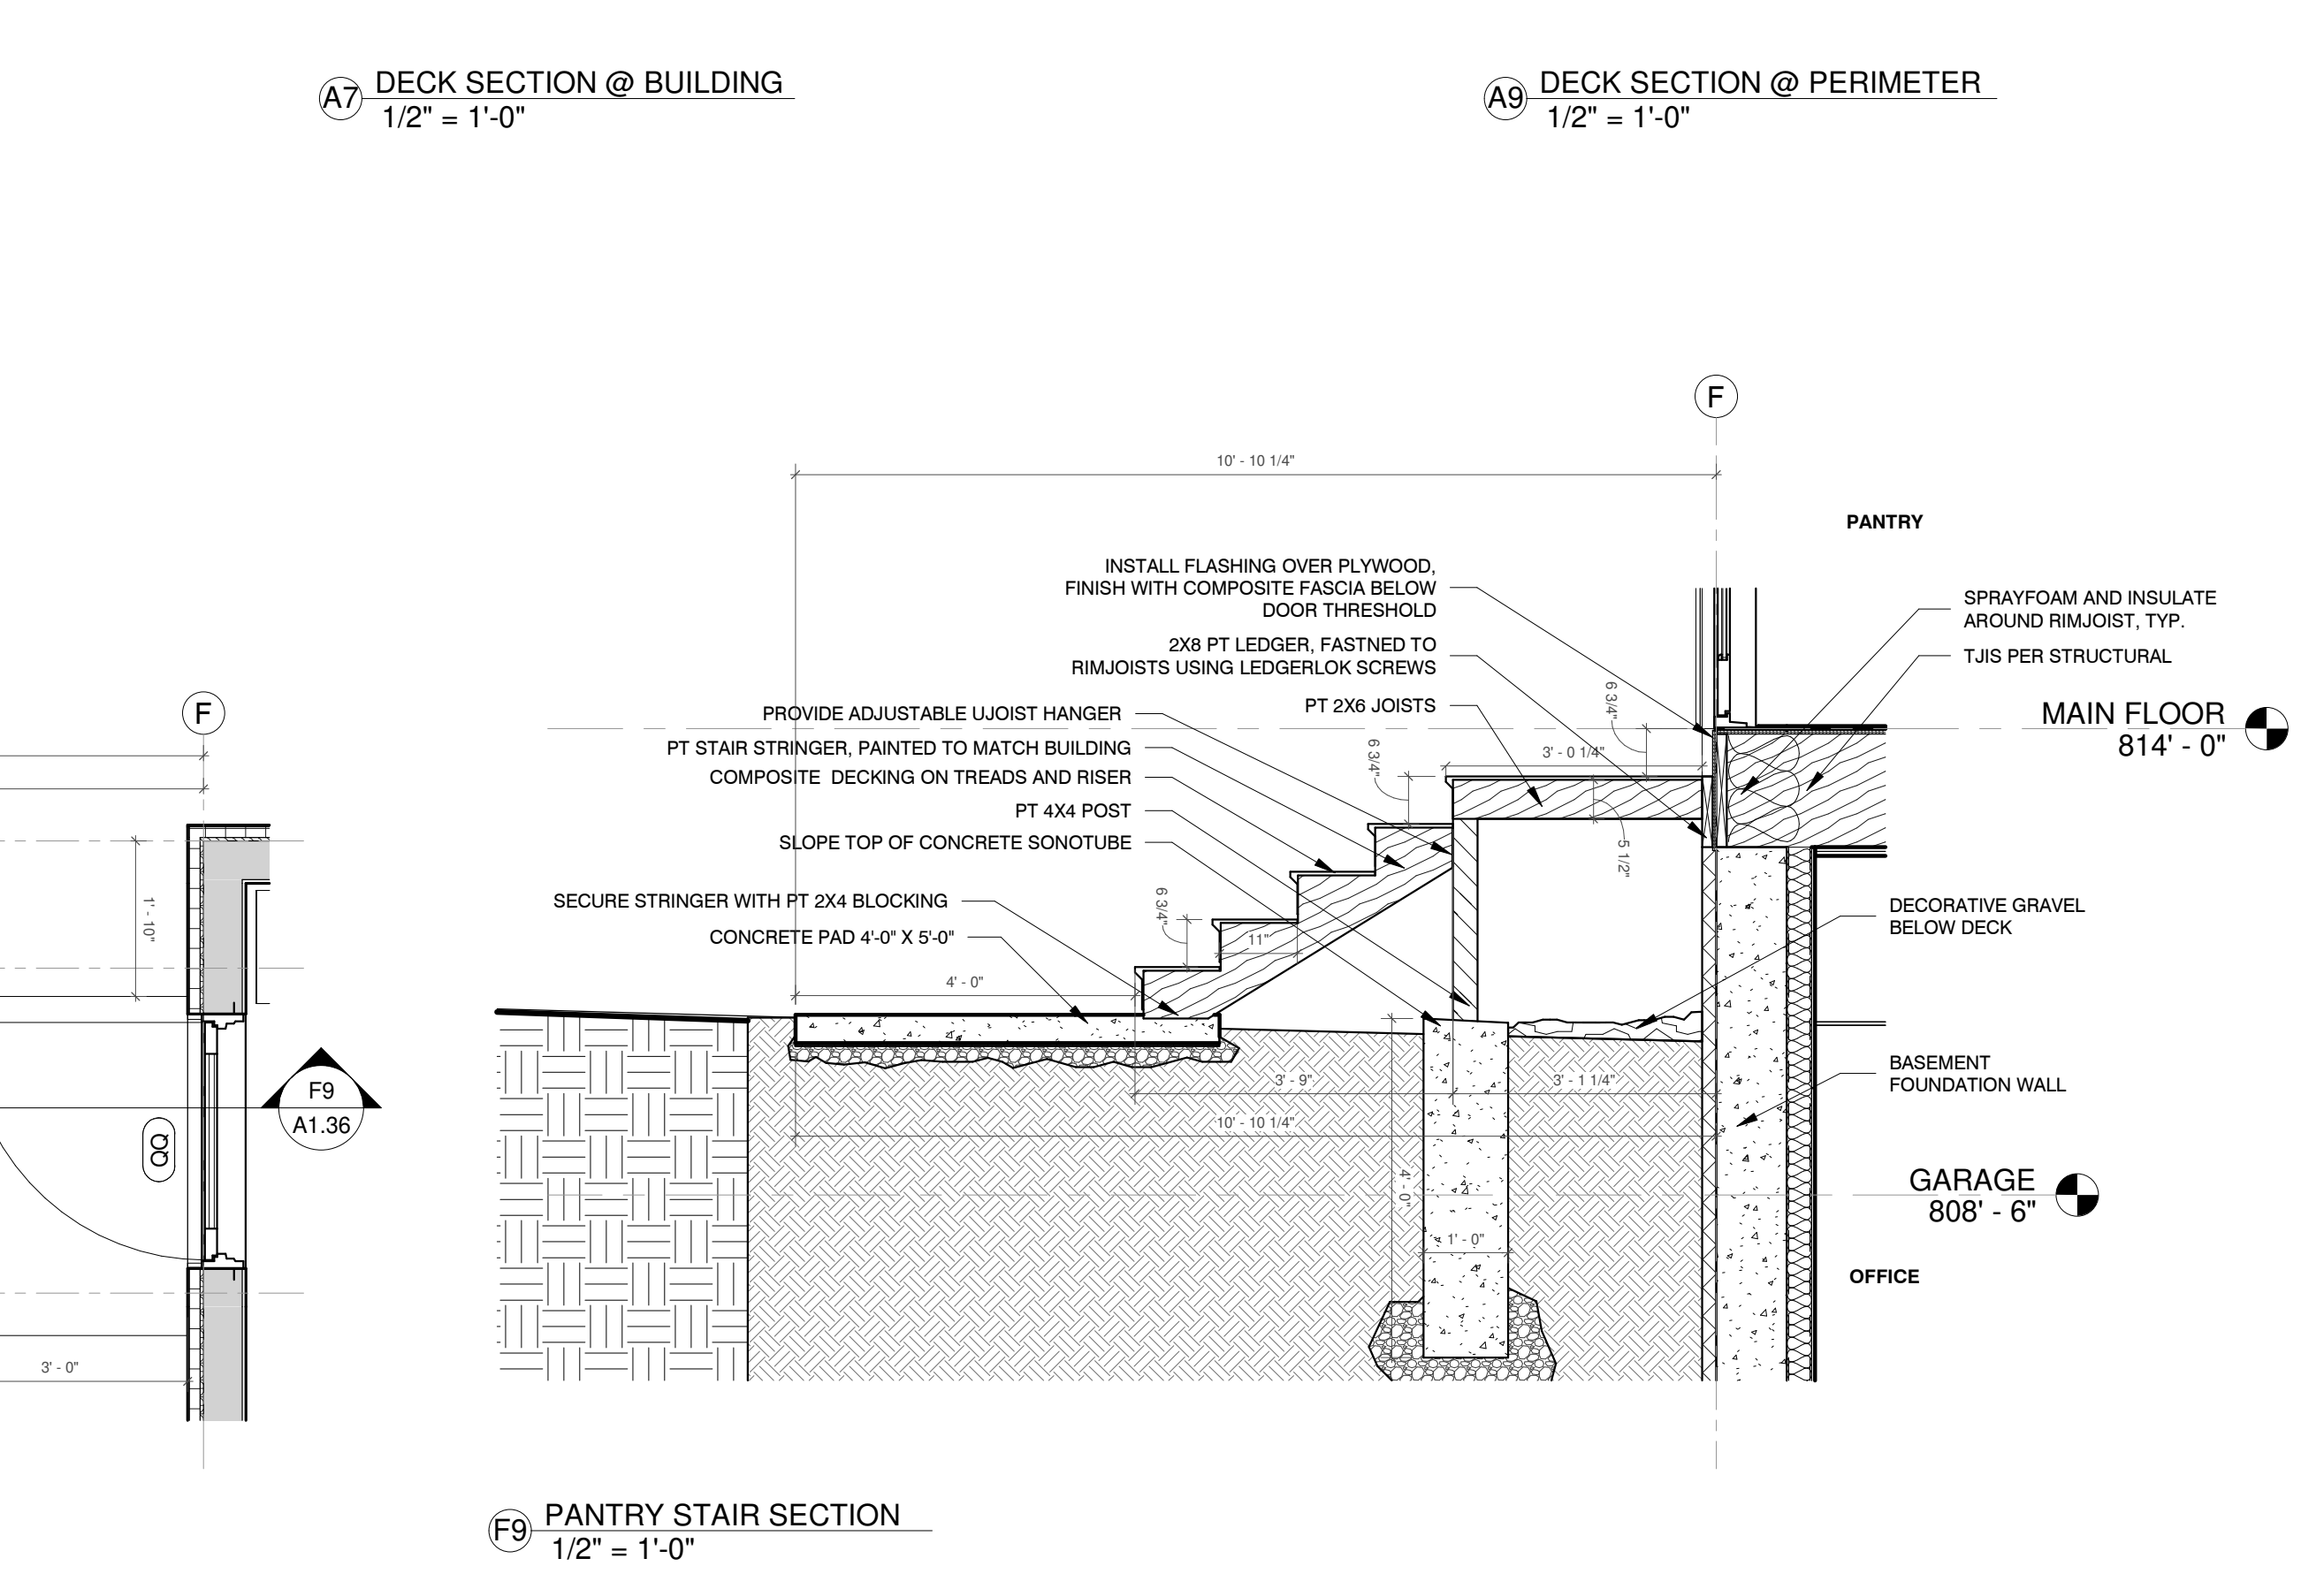 A7 DECK SECTION @ BUILDING
1/2" = 1'-0"
A9 DECK SECTION @ PERIMETER
1/2" = 1'-0"
F
10' - 10 1/4"
PANTRY
INSTALL FLASHING OVER PLYWOOD,
FINISH WITH COMPOSITE FASCIA BELOW
DOOR THRESHOLD
2X8 PT LEDGER, FASTNED TO
RIMJOISTS USING LEDGERLOK SCREWS
PT 2X6 JOISTS
PROVIDE ADJUSTABLE UJOIST HANGER
PT STAIR STRINGER, PAINTED TO MATCH BUILDING
COMPOSITE DECKING ON TREADS AND RISER
PT 4X4 POST
SLOPE TOP OF CONCRETE SONOTUBE
SECURE STRINGER WITH PT 2X4 BLOCKING
CONCRETE PAD 4'-0" X 5'-0"
SPRAYFOAM AND INSULATE
AROUND RIMJOIST, TYP.
TJIS PER STRUCTURAL
MAIN FLOOR
814' - 0"
6 3/4"
3' - 0 1/4"
6 3/4"
5 1/2"
6 3/4"
11"
4' - 0"
DECORATIVE GRAVEL
BELOW DECK
BASEMENT
FOUNDATION WALL
3' - 9"
3' - 1 1/4"
10' - 10 1/4"
4' - 0"
1' - 0"
GARAGE
808' - 6"
OFFICE
F
1' - 10"
F9
A1.36
QQ
3' - 0"
F9 PANTRY STAIR SECTION
1/2" = 1'-0"